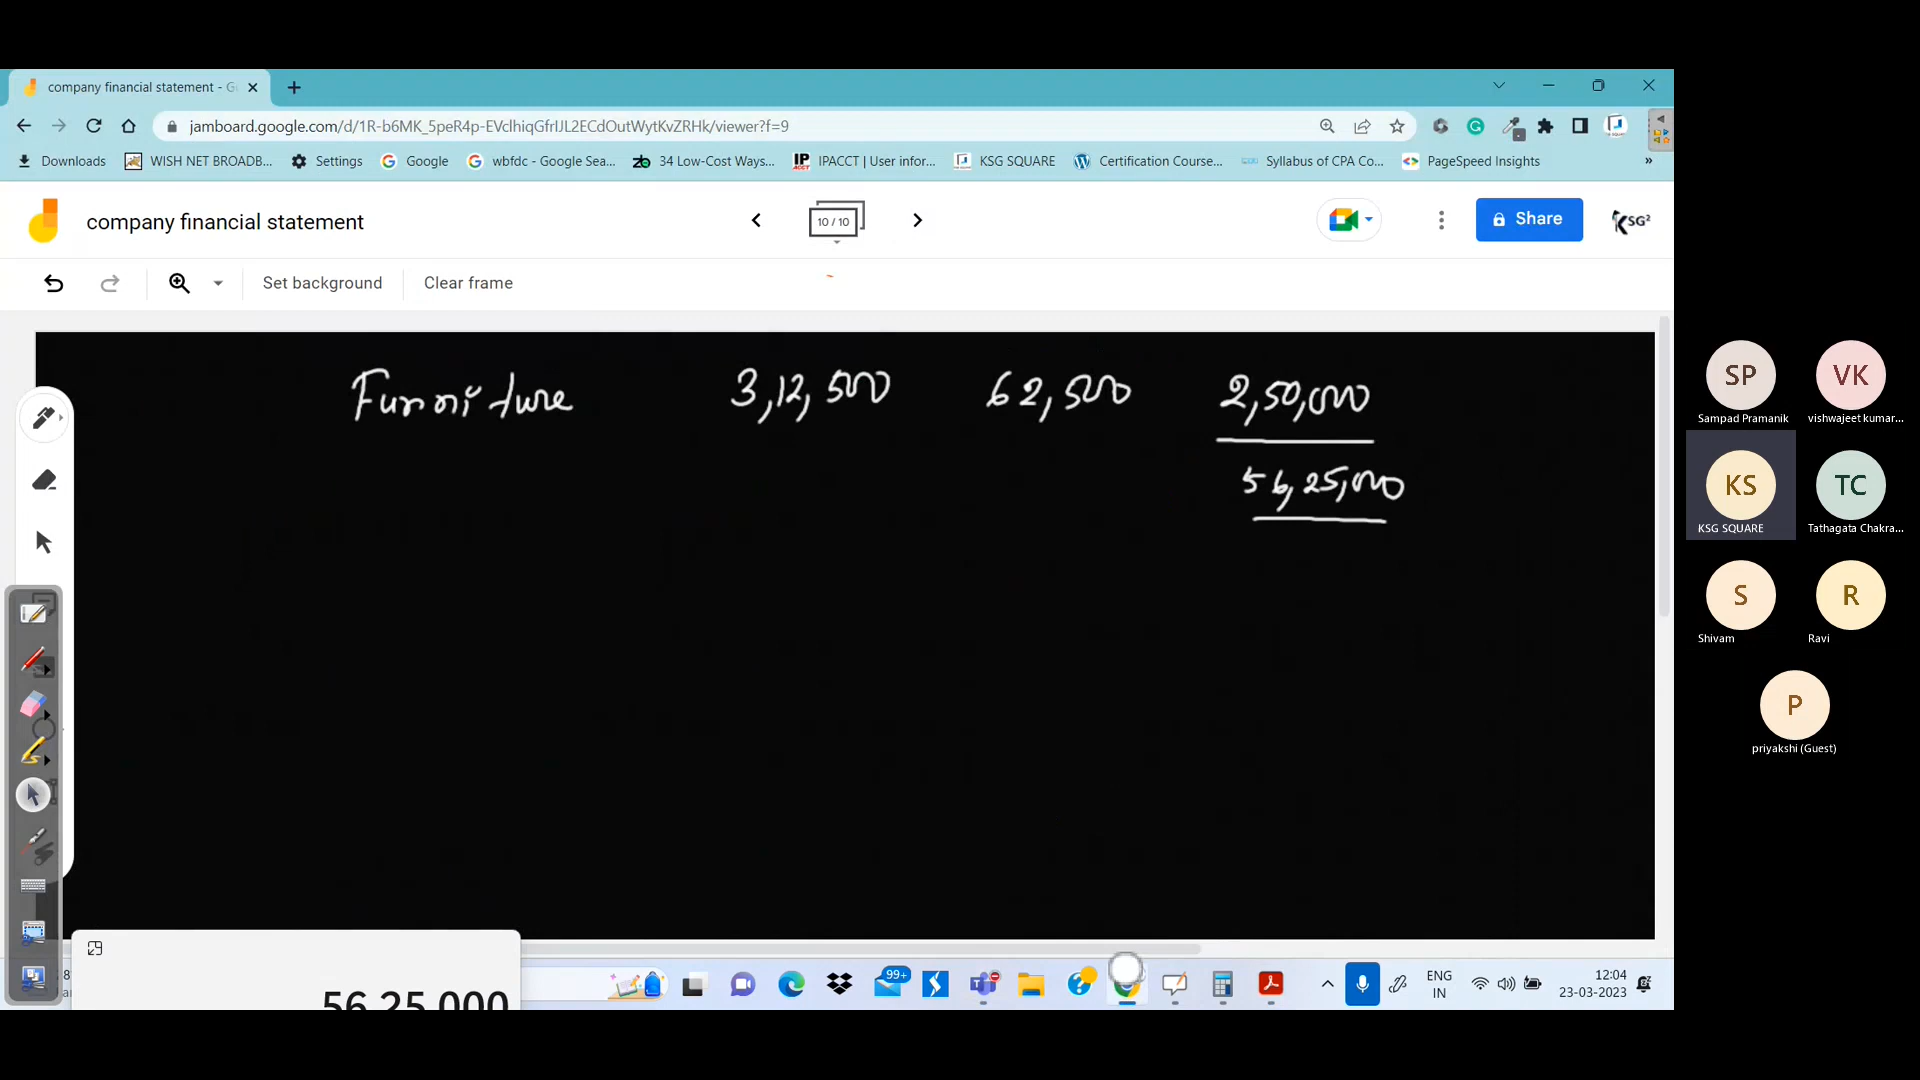 company financial statement - G
jamboard.google.com/d/1R-b6MK_5peR4p-EVclhiqGfrIJL2ECdOutWytKvZRHk/viewer?f=9
Downloads WISH NET BROADB... Settings Google wbfdc - Google Sea... 34 Low-Cost Ways... IPACCT | User infor... KSG SQUARE Certification Course... Syllabus of CPA Co... PageSpeed Insights »
company financial statement 10 / 10 Share KSG²
Set background Clear frame
Furniture 3,12,500 62,500 2,50,000
56,25,000
SP VK
Sampad Pramanik vishwajeet kumar...
KS TC
KSG SQUARE Tathagata Chakra...
S R
Shivam Ravi
P
priyakshi (Guest)
56,25,000
99+
ENG
IN
12:04
23-03-2023